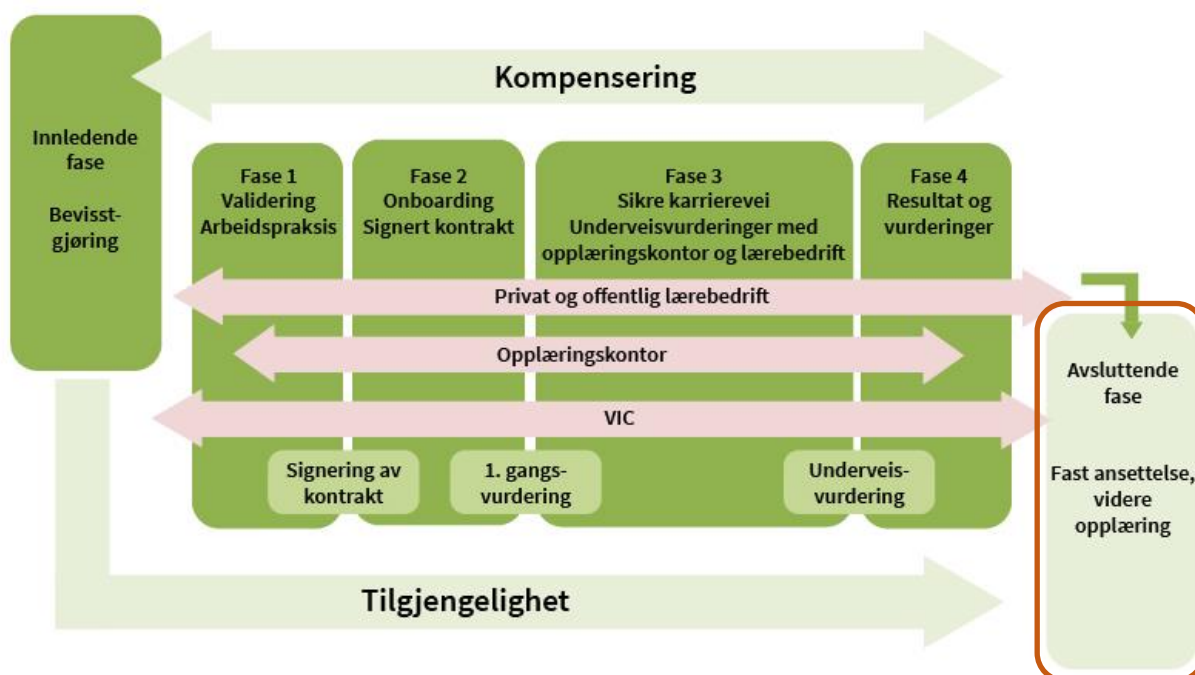 Kompensering
Innledende
fase
Bevisst-
gjøring
Fase 1
Validering
Arbeidspraksis
Fase 2
Onboarding
Signert kontrakt
Fase 3
Sikre karrierevei
Underveisvurderinger med
opplæringskontor og lærebedrift
Fase 4
Resultat og
vurderinger
Privat og offentlig lærebedrift
Opplæringskontor
VIC
Signering av
kontrakt
1. gangs-
vurdering
Underveis-
vurdering
Avsluttende
fase
Fast ansettelse,
videre
opplæring
Tilgjengelighet